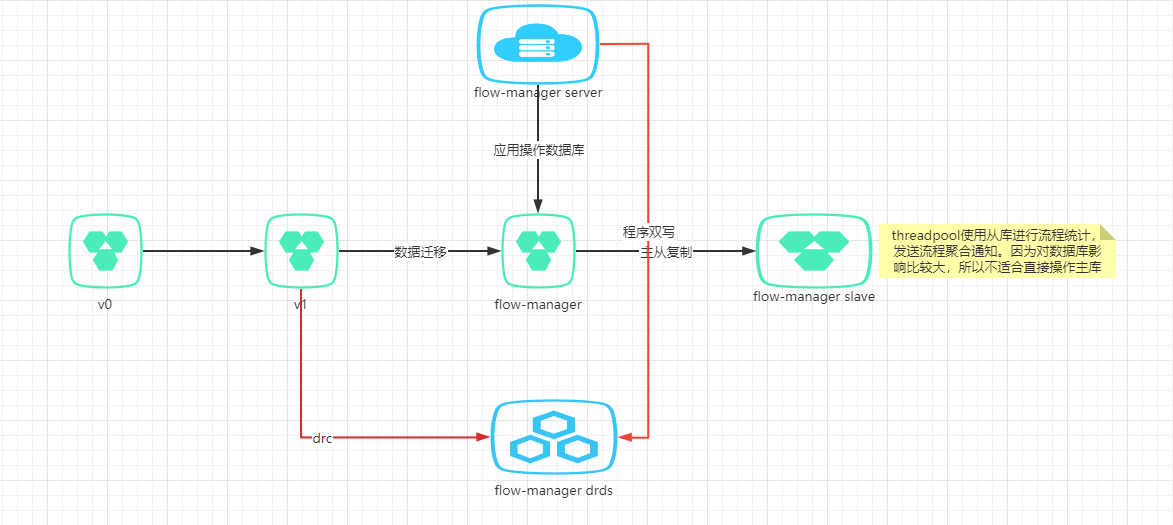 flow-manager server
应用操作数据库
程序双写
数据迁移
主从复制
threadpool使用从库进行流程统计，
发送流程聚合通知。因为对数据库影
响比较大，所以不适合直接操作主库
v0
v1
flow-manager
flow-manager slave
drc
flow-manager drds